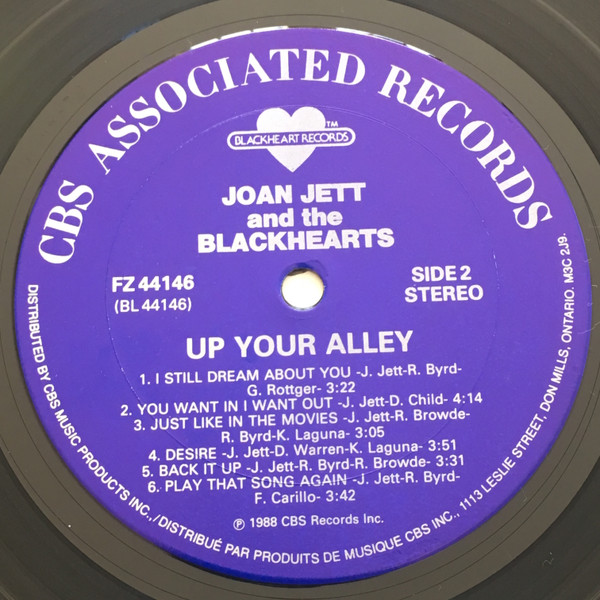 CBS ASSOCIATED RECORDS
BLACKHEART RECORDS™
JOAN JETT
and the
BLACKHEARTS
FZ 44146
(BL 44146)
SIDE 2
STEREO
UP YOUR ALLEY
1. I STILL DREAM ABOUT YOU -J. Jett-R. Byrd-
G. Rottger- 3:22
2. YOU WANT IN I WANT OUT -J. Jett-D. Child- 4:14
3. JUST LIKE IN THE MOVIES -J. Jett-R. Browde-
R. Byrd-K. Laguna- 3:05
4. DESIRE -J. Jett-D. Warren-K. Laguna- 3:51
5. BACK IT UP -J. Jett-R. Byrd-R. Browde- 3:31
6. PLAY THAT SONG AGAIN -J. Jett-R. Byrd-
F. Carillo- 3:42
℗ 1988 CBS Records Inc.
DISTRIBUTED BY CBS MUSIC PRODUCTS INC.,/DISTRIBUÉ PAR PRODUITS DE MUSIQUE CBS INC., 1113 LESLIE STREET, DON MILLS, ONTARIO. M3C 2J9.